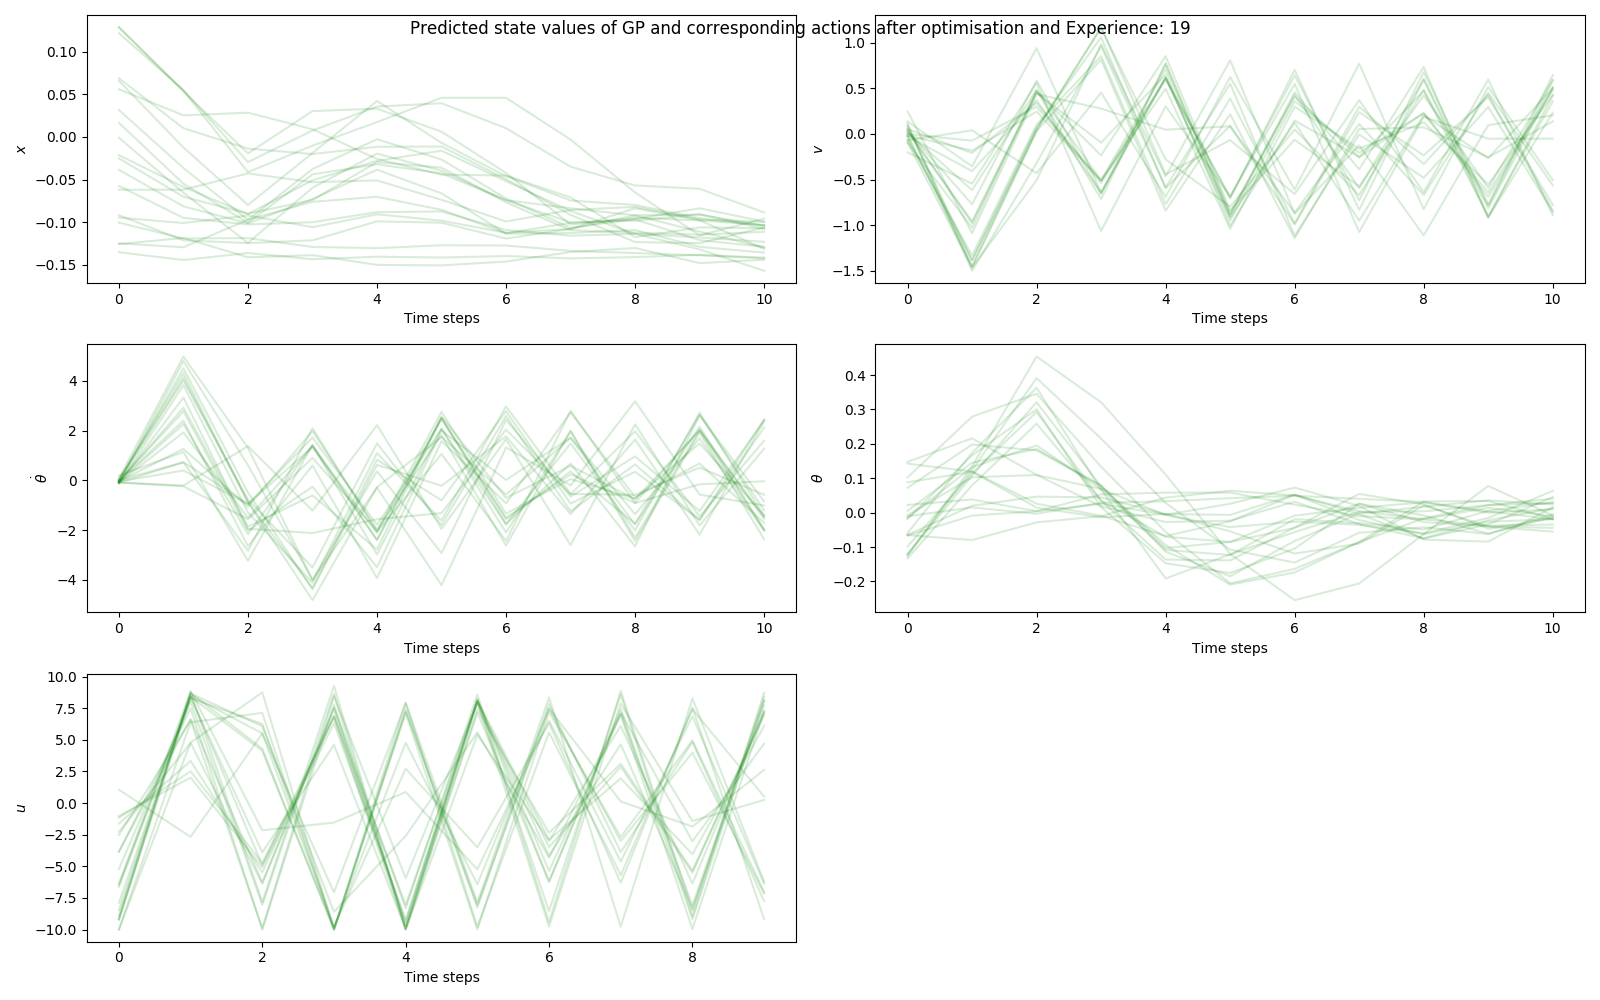 Predicted state values of GP and corresponding actions after optimisation and Experience: 19
0.10
0.05
0.00
−0.05
−0.10
−0.15
x
0 2 4 6 8 10
Time steps
1.0
0.5
0.0
−0.5
−1.0
−1.5
v
0 2 4 6 8 10
Time steps
4
2
0
−2
−4
θ̇
0 2 4 6 8 10
Time steps
0.4
0.3
0.2
0.1
0.0
−0.1
−0.2
θ
0 2 4 6 8 10
Time steps
10.0
7.5
5.0
2.5
0.0
−2.5
−5.0
−7.5
−10.0
u
0 2 4 6 8
Time steps